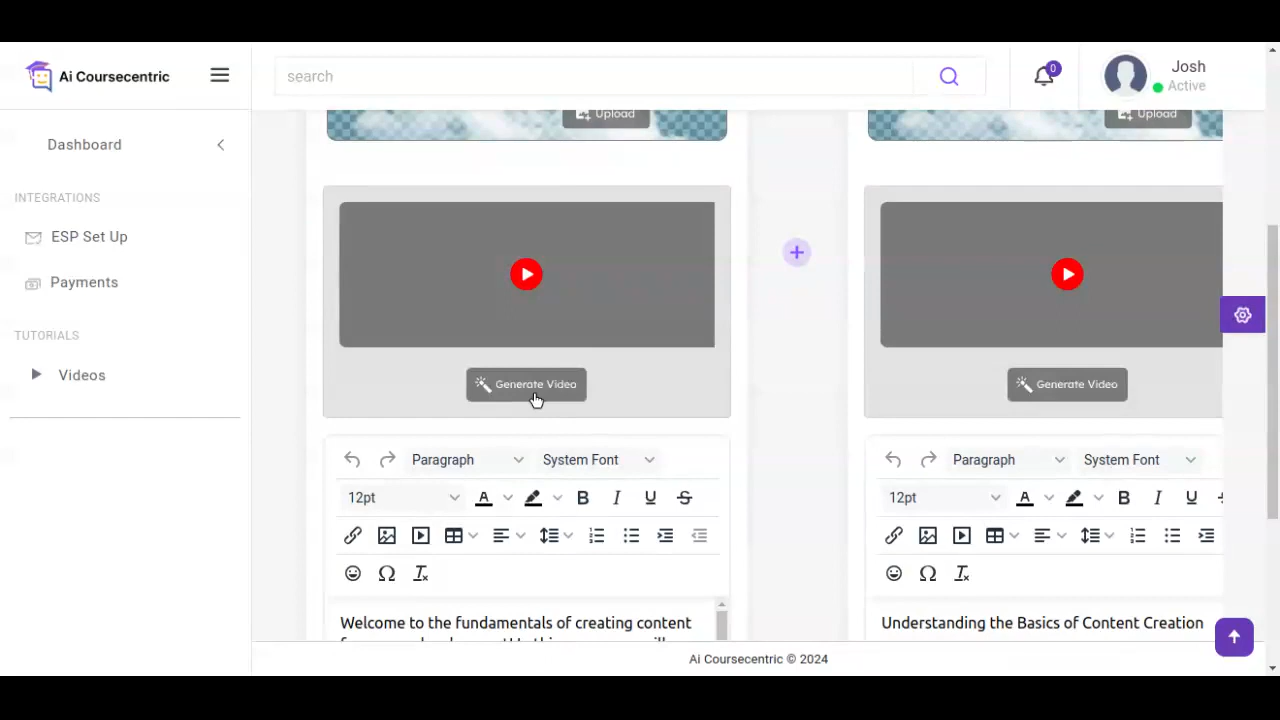 Ai Coursecentric
search
0
Josh
Active
Dashboard
INTEGRATIONS
ESP Set Up
Payments
TUTORIALS
Videos
Upload
Upload
Generate Video
Generate Video
Paragraph
System Font
12pt
A
B
I
U
S
Paragraph
System Font
12pt
A
B
I
U
Welcome to the fundamentals of creating content
Understanding the Basics of Content Creation
Ai Coursecentric © 2024